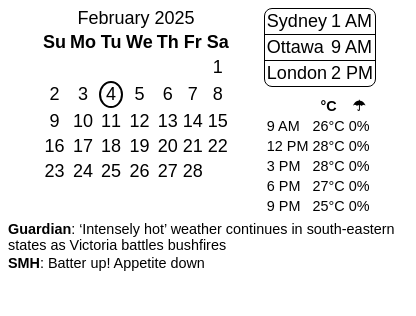 February 2025
Su Mo Tu We Th Fr Sa
1
2 3 4 5 6 7 8
9 10 11 12 13 14 15
16 17 18 19 20 21 22
23 24 25 26 27 28
Sydney 1 AM
Ottawa 9 AM
London 2 PM
°C ☂
9 AM 26°C 0%
12 PM 28°C 0%
3 PM 28°C 0%
6 PM 27°C 0%
9 PM 25°C 0%
Guardian: ‘Intensely hot’ weather continues in south-eastern
states as Victoria battles bushfires
SMH: Batter up! Appetite down